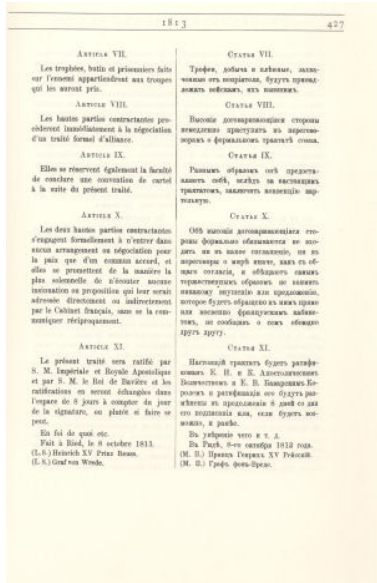 1813
427
ARTICLE VII.
Les trophées, butin et prisonniers faits
sur l'ennemi appartiendront aux troupes
qui les auront pris.
ARTICLE VIII.
Les hautes parties contractantes pro-
cèderont immédiatement à la négociation
d'un traité formel d'alliance.
ARTICLE IX.
Elles se réservent également la faculté
de conclure une convention de cartel
à la suite du présent traité.
ARTICLE X.
Les deux hautes parties contractantes
s'engagent formellement à n'entrer dans
aucun arrangement ou négociation pour
la paix que d'un commun accord, et
elles se promettent de la manière la
plus solennelle de n'écouter aucune
insinuation ou proposition qui leur serait
adressée directement ou indirectement
par le Cabinet français, sans se la com-
muniquer réciproquement.
ARTICLE XI.
Le présent traité sera ratifié par
S. M. Impériale et Royale Apostolique
et par S. M. le Roi de Bavière et les
ratifications en seront échangées dans
l'espace de 8 jours à compter du jour
de la signature, ou plutôt si faire se
peut.
En foi de quoi etc.
Fait à Ried, le 8 octobre 1813.
(L.S.) Heinrich XV Prinz Reuss.
(L.S.) Graf von Wrede.
СТАТЬЯ VII.
Трофеи, добыча и плѣнные, захва-
ченные отъ непріятеля, будутъ принад-
лежать войскамъ, ихъ взявшимъ.
СТАТЬЯ VIII.
Высокія договаривающіяся стороны
немедленно приступятъ къ перегово-
рамъ о формальномъ трактатѣ союза.
СТАТЬЯ IX.
Равнымъ образомъ онѣ предоста-
вляютъ себѣ, вслѣдъ за настоящимъ
трактатомъ, заключить конвенцію кар-
тельную.
СТАТЬЯ X.
Обѣ высокія договаривающіяся сто-
роны формально обязываются не вхо-
дить ни въ какое соглашеніе, ни въ
переговоры о мирѣ иначе, какъ съ об-
щаго согласія, и обѣщаютъ самымъ
торжественнымъ образомъ не внимать
никакому внушенію или предложенію,
которое будетъ обращено къ нимъ прямо
или косвенно французскимъ кабине-
томъ, не сообщивъ о семъ обоюдно
другъ другу.
СТАТЬЯ XI.
Настоящій трактатъ будетъ ратифи-
кованъ Е. И. и К. Апостолическимъ
Величествомъ и Е. В. Баварскимъ Ко-
ролемъ и ратификаціи его будутъ раз-
мѣнены въ продолженіе 8 дней со дня
его подписанія или, если будетъ воз-
можно, и ранѣе.
Въ увѣреніе чего и т. д.
Въ Ридѣ, 8-го октября 1813 года.
(М. П.) Принцъ Генрихъ XV Рейсскій.
(М. П.) Графъ фонъ-Вреде.